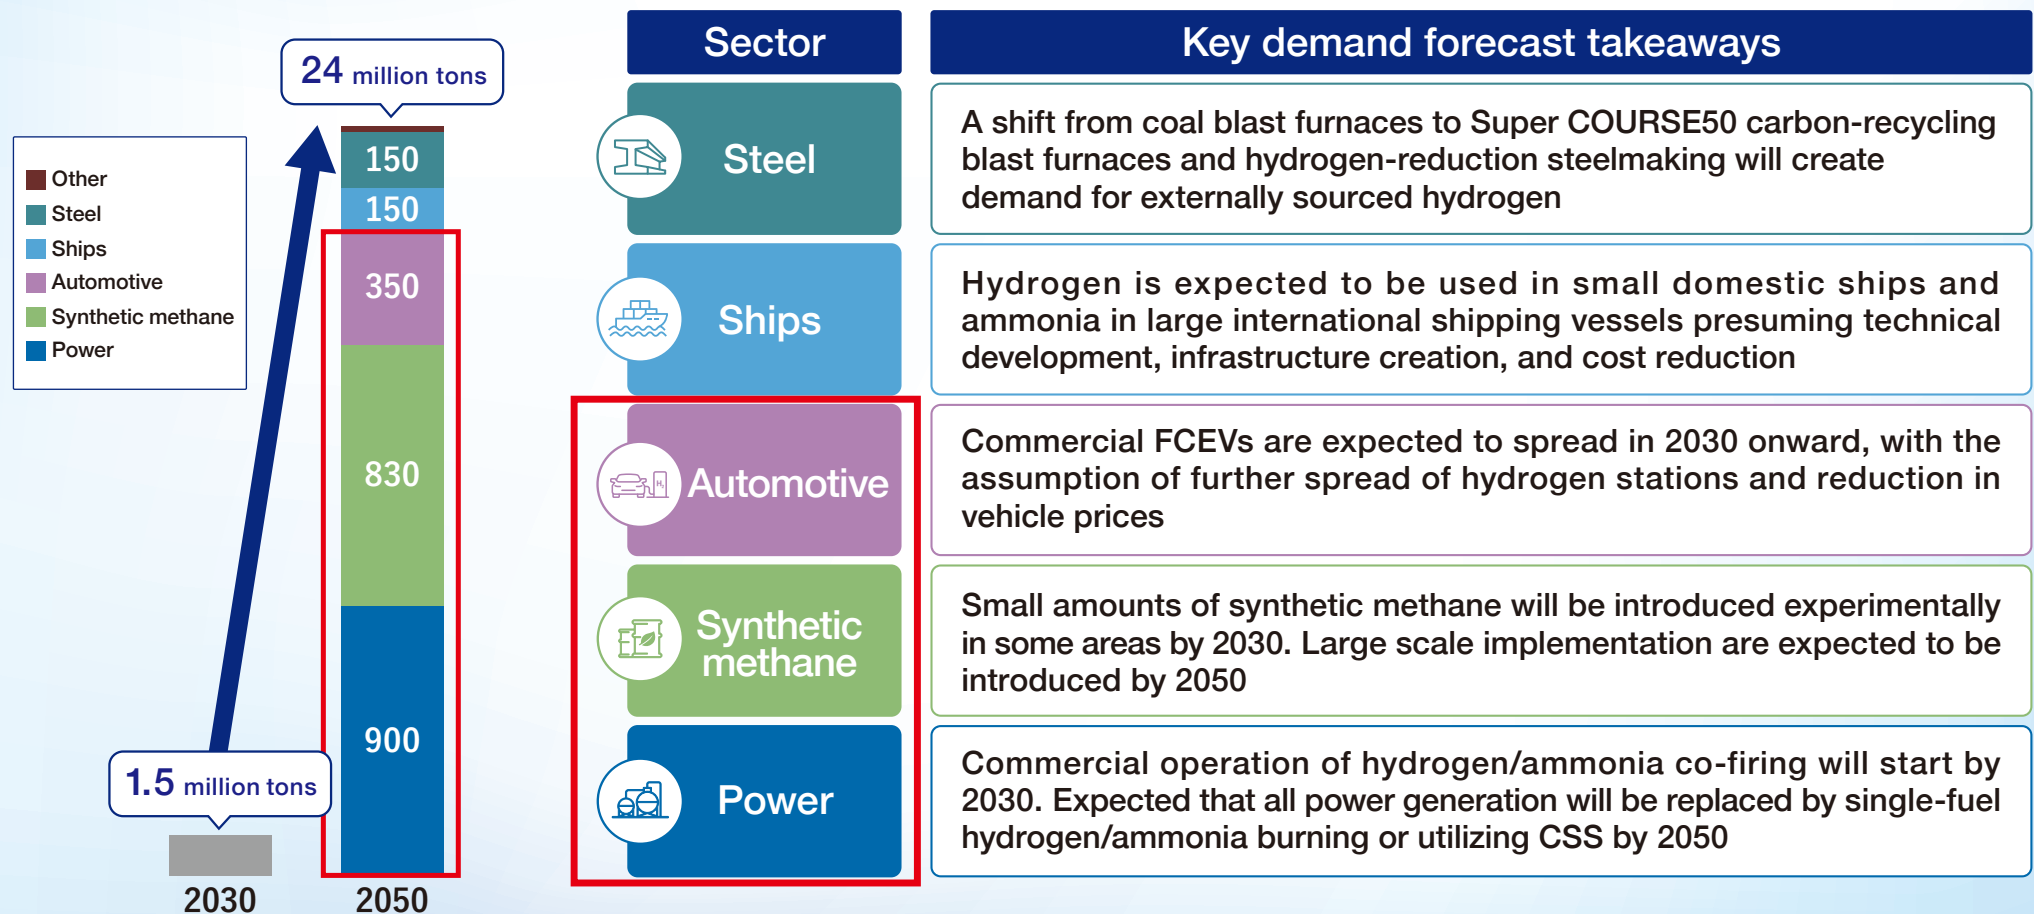 24 million tons
Other
Steel
Ships
Automotive
Synthetic methane
Power
150
150
350
830
900
1.5 million tons
2030
2050
Sector
Key demand forecast takeaways
Steel
A shift from coal blast furnaces to Super COURSE50 carbon-recycling
blast furnaces and hydrogen-reduction steelmaking will create
demand for externally sourced hydrogen
Ships
Hydrogen is expected to be used in small domestic ships and
ammonia in large international shipping vessels presuming technical
development, infrastructure creation, and cost reduction
H2
Automotive
Commercial FCEVs are expected to spread in 2030 onward, with the
assumption of further spread of hydrogen stations and reduction in
vehicle prices
Synthetic
methane
Small amounts of synthetic methane will be introduced experimentally
in some areas by 2030. Large scale implementation are expected to be
introduced by 2050
Power
Commercial operation of hydrogen/ammonia co-firing will start by
2030. Expected that all power generation will be replaced by single-fuel
hydrogen/ammonia burning or utilizing CSS by 2050